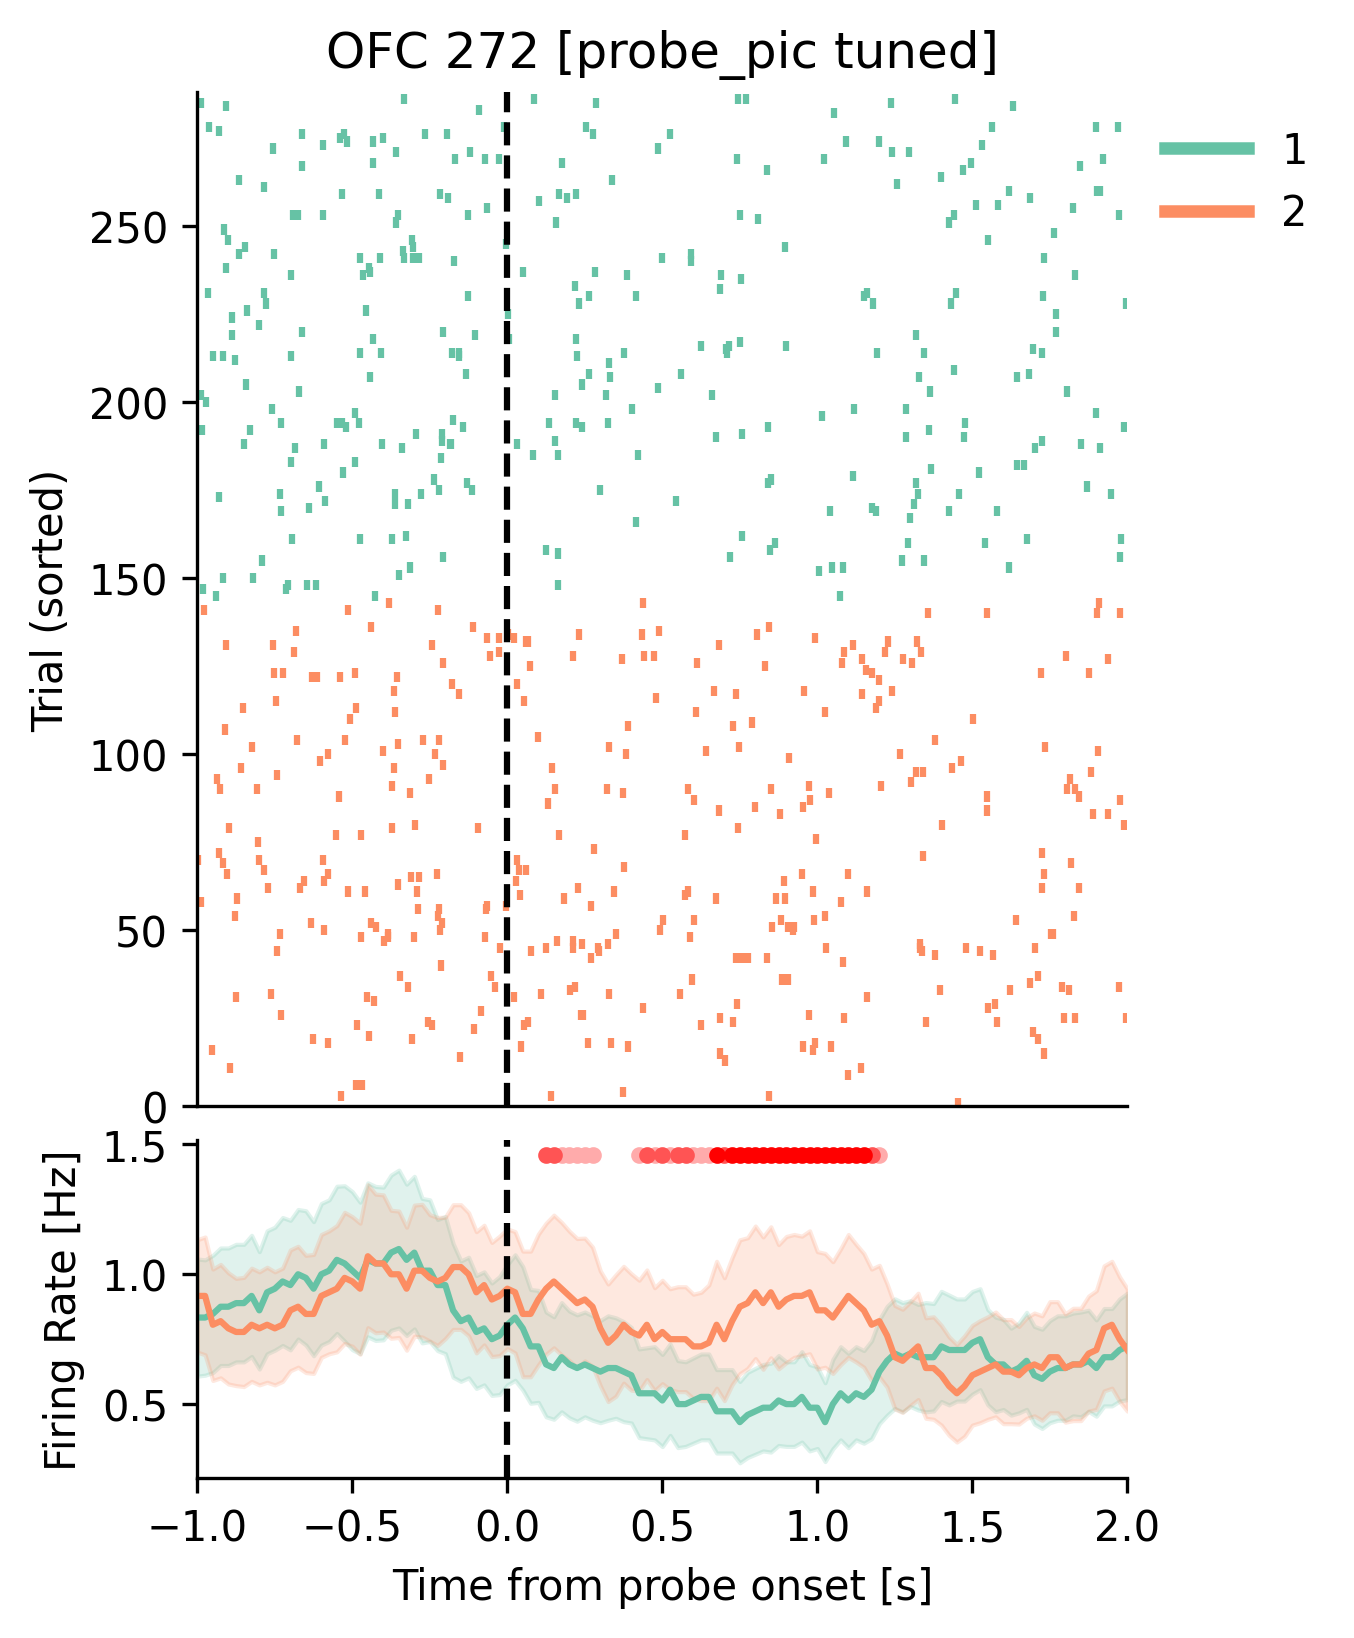 OFC 272 [probe_pic tuned]
1
2
250
200
150
100
50
0
Trial (sorted)
1.5
1.0
0.5
Firing Rate [Hz]
−1.0 −0.5 0.0 0.5 1.0 1.5 2.0
Time from probe onset [s]